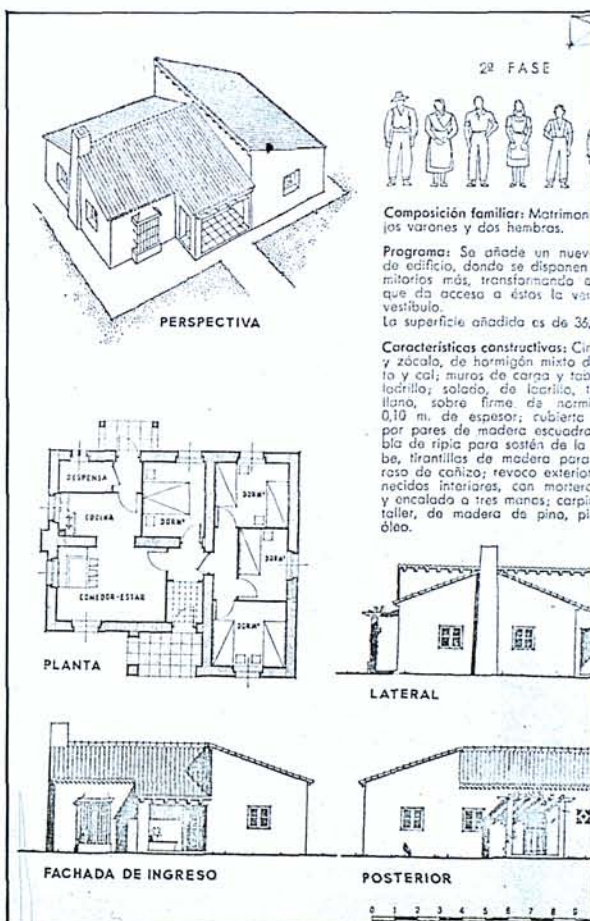 2ª FASE
Composición familiar: Matrimon
jos varones y dos hembras.
Programa: Se añade un nuev
de edificio, donde se disponen
mitorios más, transformando
que da acceso a éstos la
vestíbulo.
La superficie añadida es de 36,
Características constructivas: Ci
y zócalo, de hormigón mixto d
to y cal; muros de carga y tab
ladrillo; solado, de ladrillo,
llano, sobre firme de hormi
0,10 m. de espesor; cubierta
por pares de madera escuadra
bla de ripia para sostén de la
be, tirantillas de madera para
raso de cañizo; revoco exterior
necidos interiores, con mortero
y encalado a tres manos; carpi
taller, de madera de pino, pi
óleo.
PERSPECTIVA
DESPENSA
COCINA
DORMº
DORMº
DORMº
COMEDOR-ESTAR
DORMº
PLANTA
LATERAL
FACHADA DE INGRESO
POSTERIOR
0 1 2 3 4 5 6 7 8 9